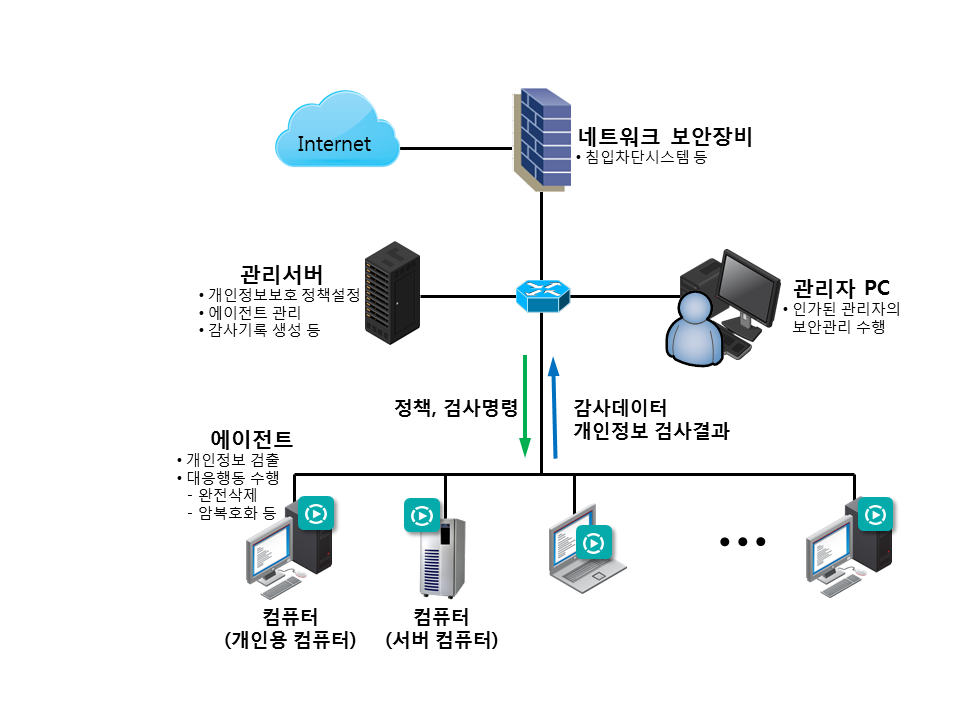 Internet
네트워크 보안장비
• 침입차단시스템 등
관리서버
• 개인정보보호 정책설정
• 에이전트 관리
• 감사기록 생성 등
관리자 PC
• 인가된 관리자의
보안관리 수행
정책, 검사명령
감사데이터
개인정보 검사결과
에이전트
• 개인정보 검출
• 대응행동 수행
- 완전삭제
- 암복호화 등
컴퓨터
(개인용 컴퓨터)
컴퓨터
(서버 컴퓨터)